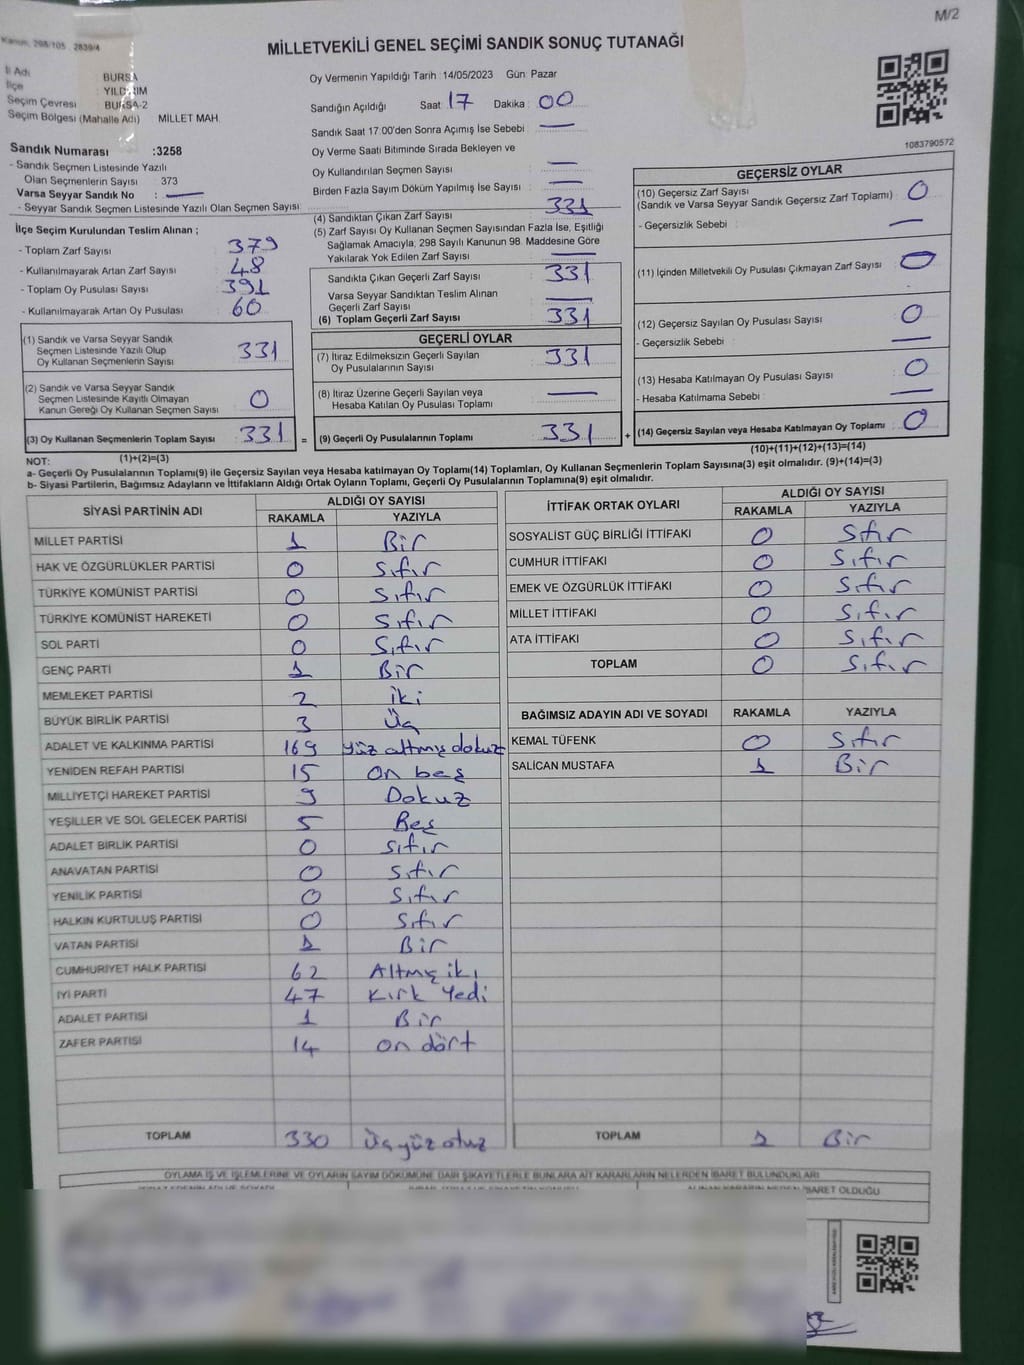 M/2
Kanun; 298/105 , 2839/4
MİLLETVEKİLİ GENEL SEÇİMİ SANDIK SONUÇ TUTANAĞI
İl Adı BURSA
İlçe YILDIRIM
Seçim Çevresi BURSA-2
Seçim Bölgesi (Mahalle Adı) MİLLET MAH.
Sandık Numarası :3258
- Sandık Seçmen Listesinde Yazılı
Olan Seçmenlerin Sayısı : 373
Varsa Seyyar Sandık No : —
- Seyyar Sandık Seçmen Listesinde Yazılı Olan Seçmen Sayısı :
Oy Vermenin Yapıldığı Tarih : 14/05/2023 Gün: Pazar
Sandığın Açıldığı Saat 17 Dakika : 00
Sandık Saat 17:00'den Sonra Açımış İse Sebebi : —
Oy Verme Saati Bitiminde Sırada Bekleyen ve
Oy Kullandırılan Seçmen Sayısı : —
Birden Fazla Sayım Döküm Yapılmış İse Sayısı : —
1083790572
İlçe Seçim Kurulundan Teslim Alınan ;
- Toplam Zarf Sayısı 379
- Kullanılmayarak Artan Zarf Sayısı : 48
- Toplam Oy Pusulası Sayısı : 391
- Kullanılmayarak Artan Oy Pusulası : 60
(1) Sandık ve Varsa Seyyar Sandık
Seçmen Listesinde Yazılı Olup
Oy Kullanan Seçmenlerin Sayısı 331
(2) Sandık ve Varsa Seyyar Sandık
Seçmen Listesinde Kayıtlı Olmayan
Kanun Gereği Oy Kullanan Seçmen Sayısı 0
(3) Oy Kullanan Seçmenlerin Toplam Sayısı 331 =
(1)+(2)=(3)
(4) Sandıktan Çıkan Zarf Sayısı 331
(5) Zarf Sayısı Oy Kullanan Seçmen Sayısından Fazla İse, Eşitliği
Sağlamak Amacıyla, 298 Sayılı Kanunun 98. Maddesine Göre
Yakılarak Yok Edilen Zarf Sayısı —
Sandıkta Çıkan Geçerli Zarf Sayısı 331
Varsa Seyyar Sandıktan Teslim Alınan
Geçerli Zarf Sayısı —
(6) Toplam Geçerli Zarf Sayısı 331
GEÇERLİ OYLAR
(7) İtiraz Edilmeksizin Geçerli Sayılan
Oy Pusulalarının Sayısı 331
(8) İtiraz Üzerine Geçerli Sayılan veya
Hesaba Katılan Oy Pusulası Toplamı —
(9) Geçerli Oy Pusulalarının Toplamı 331 +
GEÇERSİZ OYLAR
(10) Geçersiz Zarf Sayısı
(Sandık ve Varsa Seyyar Sandık Geçersiz Zarf Toplamı) : 0
- Geçersizlik Sebebi : —
(11) İçinden Milletvekili Oy Pusulası Çıkmayan Zarf Sayısı : 0
(12) Geçersiz Sayılan Oy Pusulası Sayısı : 0
- Geçersizlik Sebebi : —
(13) Hesaba Katılmayan Oy Pusulası Sayısı : 0
- Hesaba Katılmama Sebebi : —
(14) Geçersiz Sayılan veya Hesaba Katılmayan Oy Toplamı : 0
(10)+(11)+(12)+(13)=(14)
NOT:
a- Geçerli Oy Pusulalarının Toplamı(9) ile Geçersiz Sayılan veya Hesaba katılmayan Oy Toplamı(14) Toplamları, Oy Kullanan Seçmenlerin Toplam Sayısına(3) eşit olmalıdır. (9)+(14)=(3)
b- Siyasi Partilerin, Bağımsız Adayların ve İttifakların Aldığı Ortak Oyların Toplamı, Geçerli Oy Pusulalarının Toplamına(9) eşit olmalıdır.
SİYASİ PARTİNİN ADI ALDIĞI OY SAYISI
RAKAMLA YAZIYLA
MİLLET PARTİSİ 1 Bir
HAK VE ÖZGÜRLÜKLER PARTİSİ 0 Sıfır
TÜRKİYE KOMÜNİST PARTİSİ 0 Sıfır
TÜRKİYE KOMÜNİST HAREKETİ 0 Sıfır
SOL PARTİ 0 Sıfır
GENÇ PARTİ 1 Bir
MEMLEKET PARTİSİ 2 iki
BÜYÜK BİRLİK PARTİSİ 3 Üç
ADALET VE KALKINMA PARTİSİ 169 Yüz altmış dokuz
YENİDEN REFAH PARTİSİ 15 On beş
MİLLİYETÇİ HAREKET PARTİSİ 9 Dokuz
YEŞİLLER VE SOL GELECEK PARTİSİ 5 Beş
ADALET BİRLİK PARTİSİ 0 Sıfır
ANAVATAN PARTİSİ 0 Sıfır
YENİLİK PARTİSİ 0 Sıfır
HALKIN KURTULUŞ PARTİSİ 0 Sıfır
VATAN PARTİSİ 1 Bir
CUMHURİYET HALK PARTİSİ 62 Altmış iki
İYİ PARTİ 47 Kırk Yedi
ADALET PARTİSİ 1 Bir
ZAFER PARTİSİ 14 on dört
TOPLAM 330 Üç yüz otuz
İTTİFAK ORTAK OYLARI ALDIĞI OY SAYISI
RAKAMLA YAZIYLA
SOSYALİST GÜÇ BİRLİĞİ İTTİFAKI 0 Sıfır
CUMHUR İTTİFAKI 0 Sıfır
EMEK VE ÖZGÜRLÜK İTTİFAKI 0 Sıfır
MİLLET İTTİFAKI 0 Sıfır
ATA İTTİFAKI 0 Sıfır
TOPLAM 0 Sıfır
BAĞIMSIZ ADAYIN ADI VE SOYADI RAKAMLA YAZIYLA
KEMAL TÜFENK 0 Sıfır
SALİCAN MUSTAFA 1 Bir
TOPLAM 1 Bir
OYLAMA İŞ VE İŞLEMLERİNE VE OYLARIN SAYIM DÖKÜMÜNE DAİR ŞİKAYETLERLE BUNLARA AİT KARARLARIN NELERDEN İBARET BULUNDUKLARI
İBARET OLDUĞU